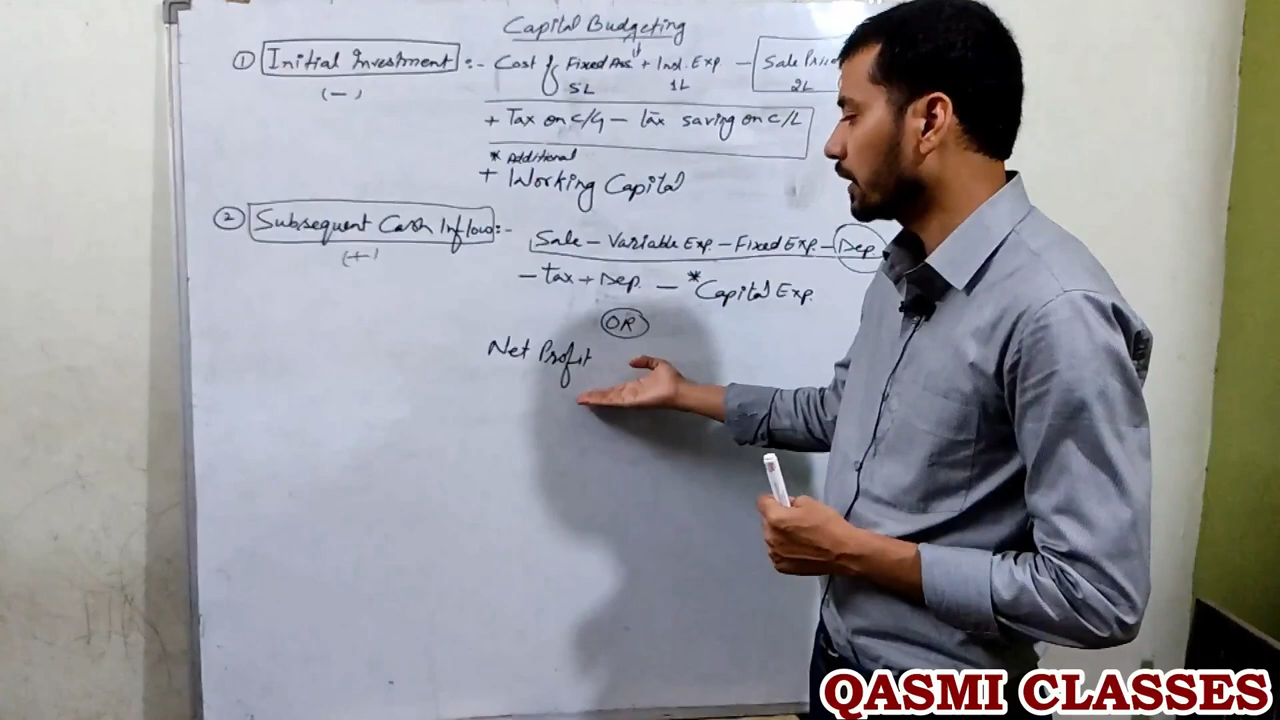 Capital Budgeting
① Initial Investment :- Cost of Fixed Ass + Inst. Exp - Sale Price
(-) 5L 1L 2L
+ Tax on C/G - tax saving on C/L
* Additional
+ Working Capital
② Subsequent Cash Inflow :- Sale - Variable Exp. - Fixed Exp. - Dep
(+)
- tax + Dep. - *Capital Exp.
OR
Net Profit
QASMI CLASSES